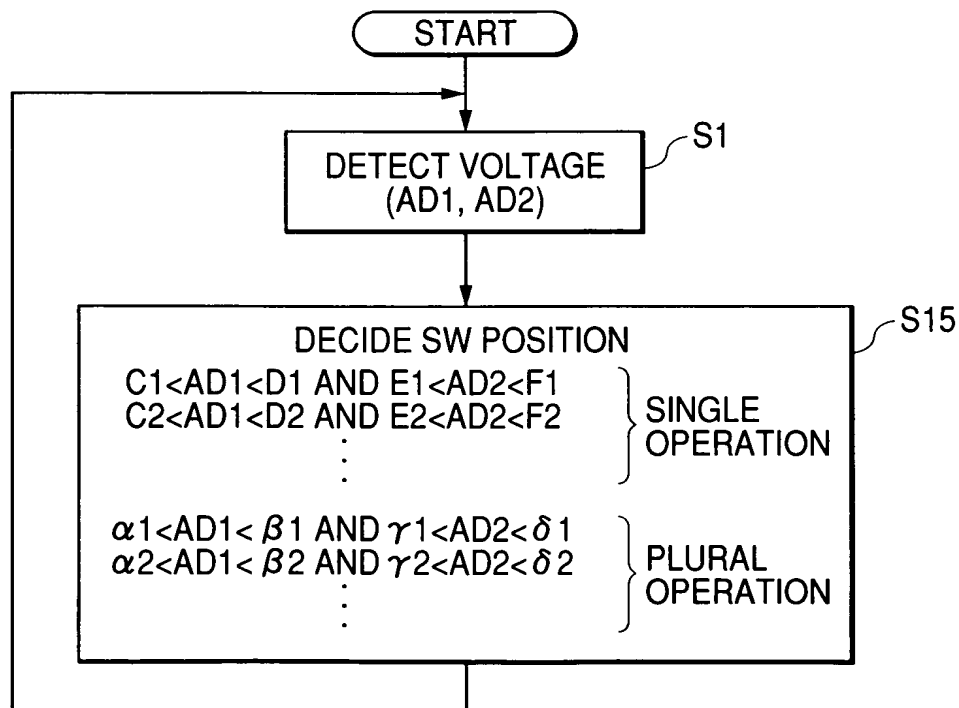 START
DETECT VOLTAGE
(AD1, AD2)
S1
DECIDE SW POSITION
S15
C1<AD1<D1 AND E1<AD2<F1
C2<AD1<D2 AND E2<AD2<F2
SINGLE
OPERATION
α1<AD1<β1 AND γ1<AD2<δ1
α2<AD1<β2 AND γ2<AD2<δ2
PLURAL
OPERATION